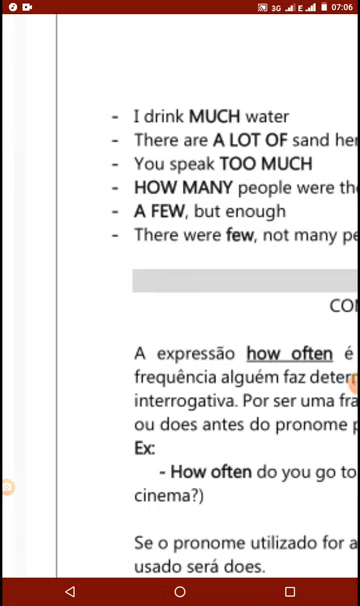 3G E 07:06
- I drink MUCH water
- There are A LOT OF sand her
- You speak TOO MUCH
- HOW MANY people were th
- A FEW, but enough
- There were few, not many pe
CO
A expressão how often é
frequência alguém faz deter
interrogativa. Por ser uma fra
ou does antes do pronome p
Ex:
- How often do you go to
cinema?)
Se o pronome utilizado for a
usado será does.